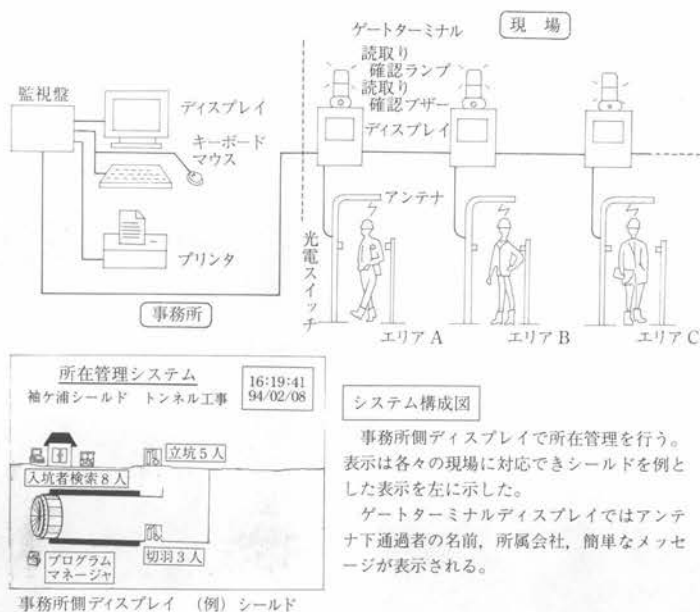 現場
ゲートターミナル
読取り
確認ランプ
読取り
確認ブザー
ディスプレイ
監視盤
ディスプレイ
キーボード
マウス
プリンタ
事務所
アンテナ
光電スイッチ
エリア A
エリア B
エリア C
所在管理システム
袖ケ浦シールド トンネル工事
16:19:41
94/02/08
立坑5人
入坑者検索8人
切羽3人
プログラム
マネージャ
事務所側ディスプレイ (例) シールド
システム構成図
事務所側ディスプレイで所在管理を行う。
表示は各々の現場に対応できシールドを例と
した表示を左に示した。
ゲートターミナルディスプレイではアンテ
ナ下通過者の名前,所属会社,簡単なメッセ
ージが表示される。